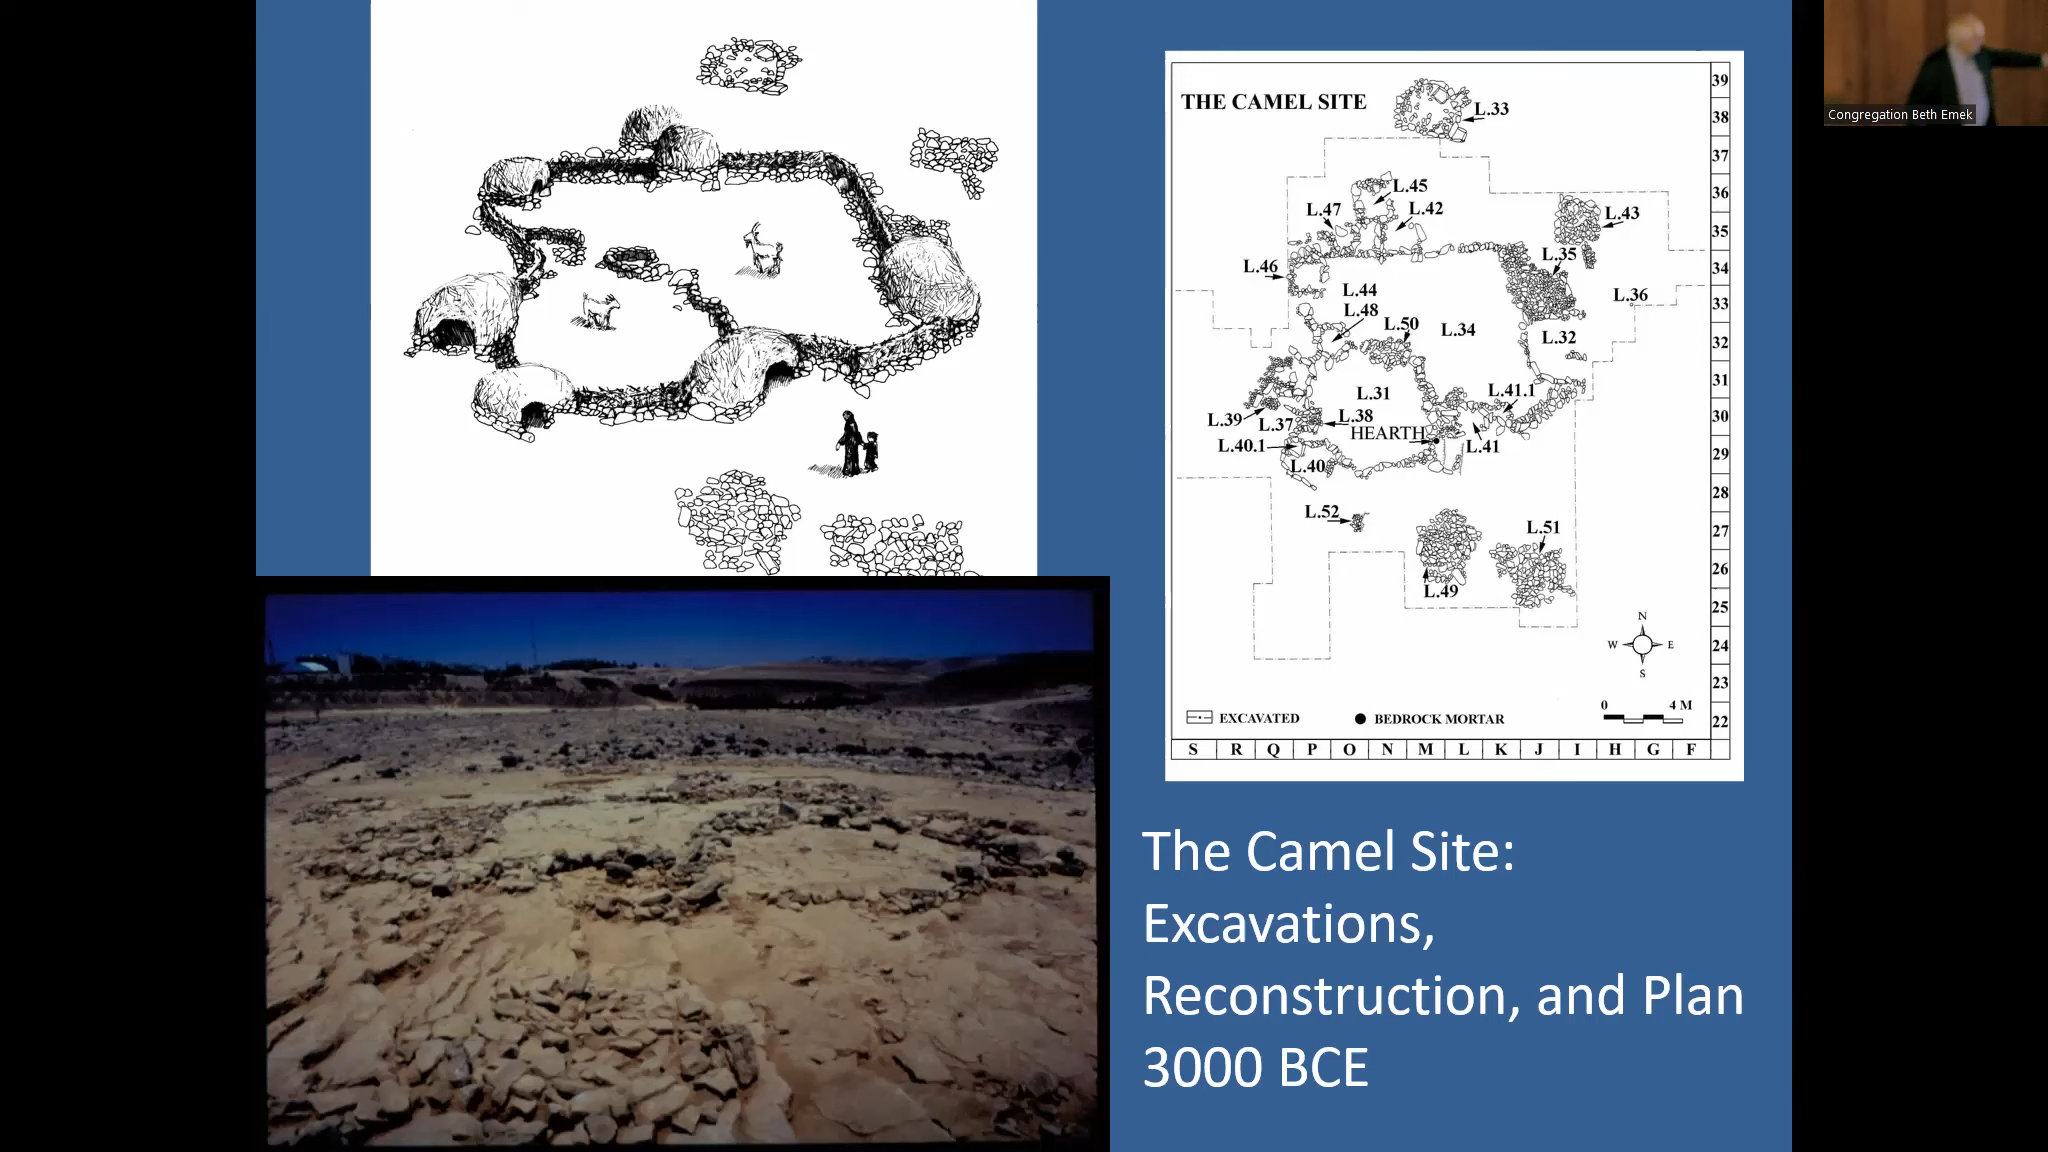 THE CAMEL SITE
L.33
L.45
L.47
L.42
L.43
L.35
L.46
L.44
L.36
L.48
L.50
L.34
L.32
L.31
L.41.1
L.39
L.37
L.38
HEARTH
L.40.1
L.41
L.40
L.52
L.51
L.49
N
W E
S
0 4 M
EXCAVATED
BEDROCK MORTAR
39
38
37
36
35
34
33
32
31
30
29
28
27
26
25
24
23
22
S R Q P O N M L K J I H G F
The Camel Site:
Excavations,
Reconstruction, and Plan
3000 BCE
Congregation Beth Emek